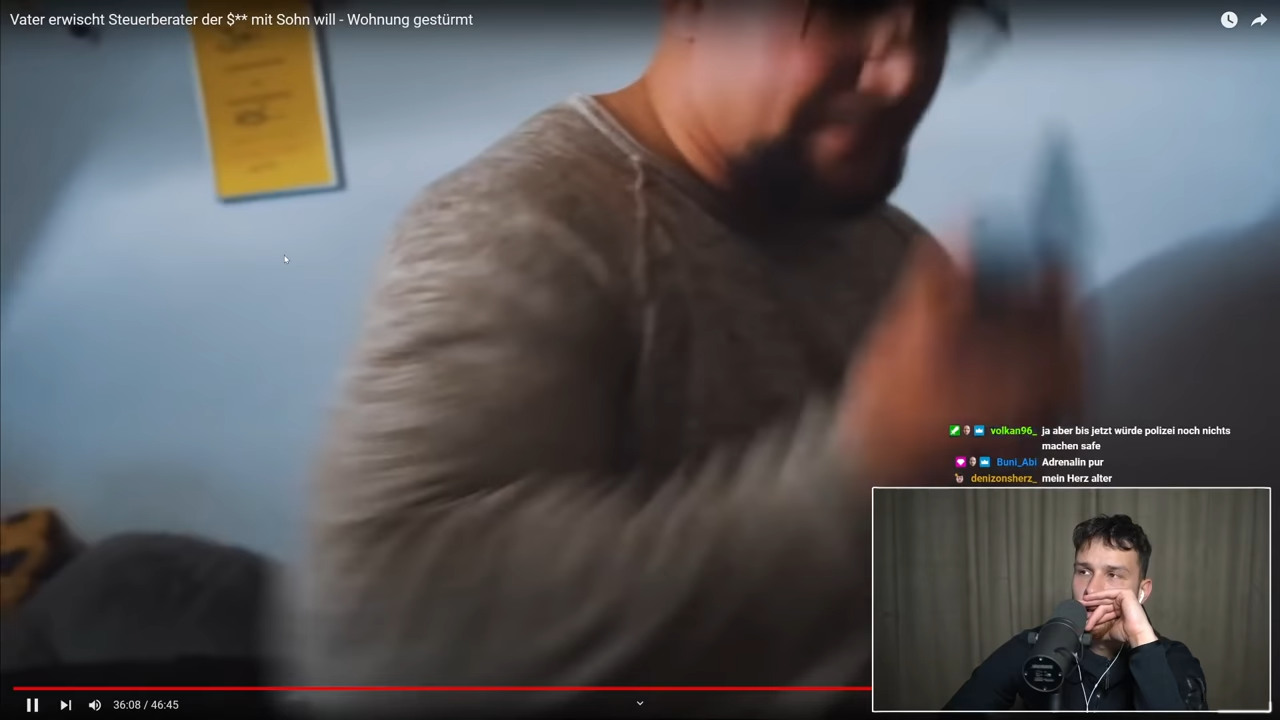 Vater erwischt Steuerberater der $** mit Sohn will - Wohnung gestürmt
volkan96_ ja aber bis jetzt würde polizei noch nichts
machen safe
Buni_Abi Adrenalin pur
denizonsherz_ mein Herz alter
36:08 / 46:45